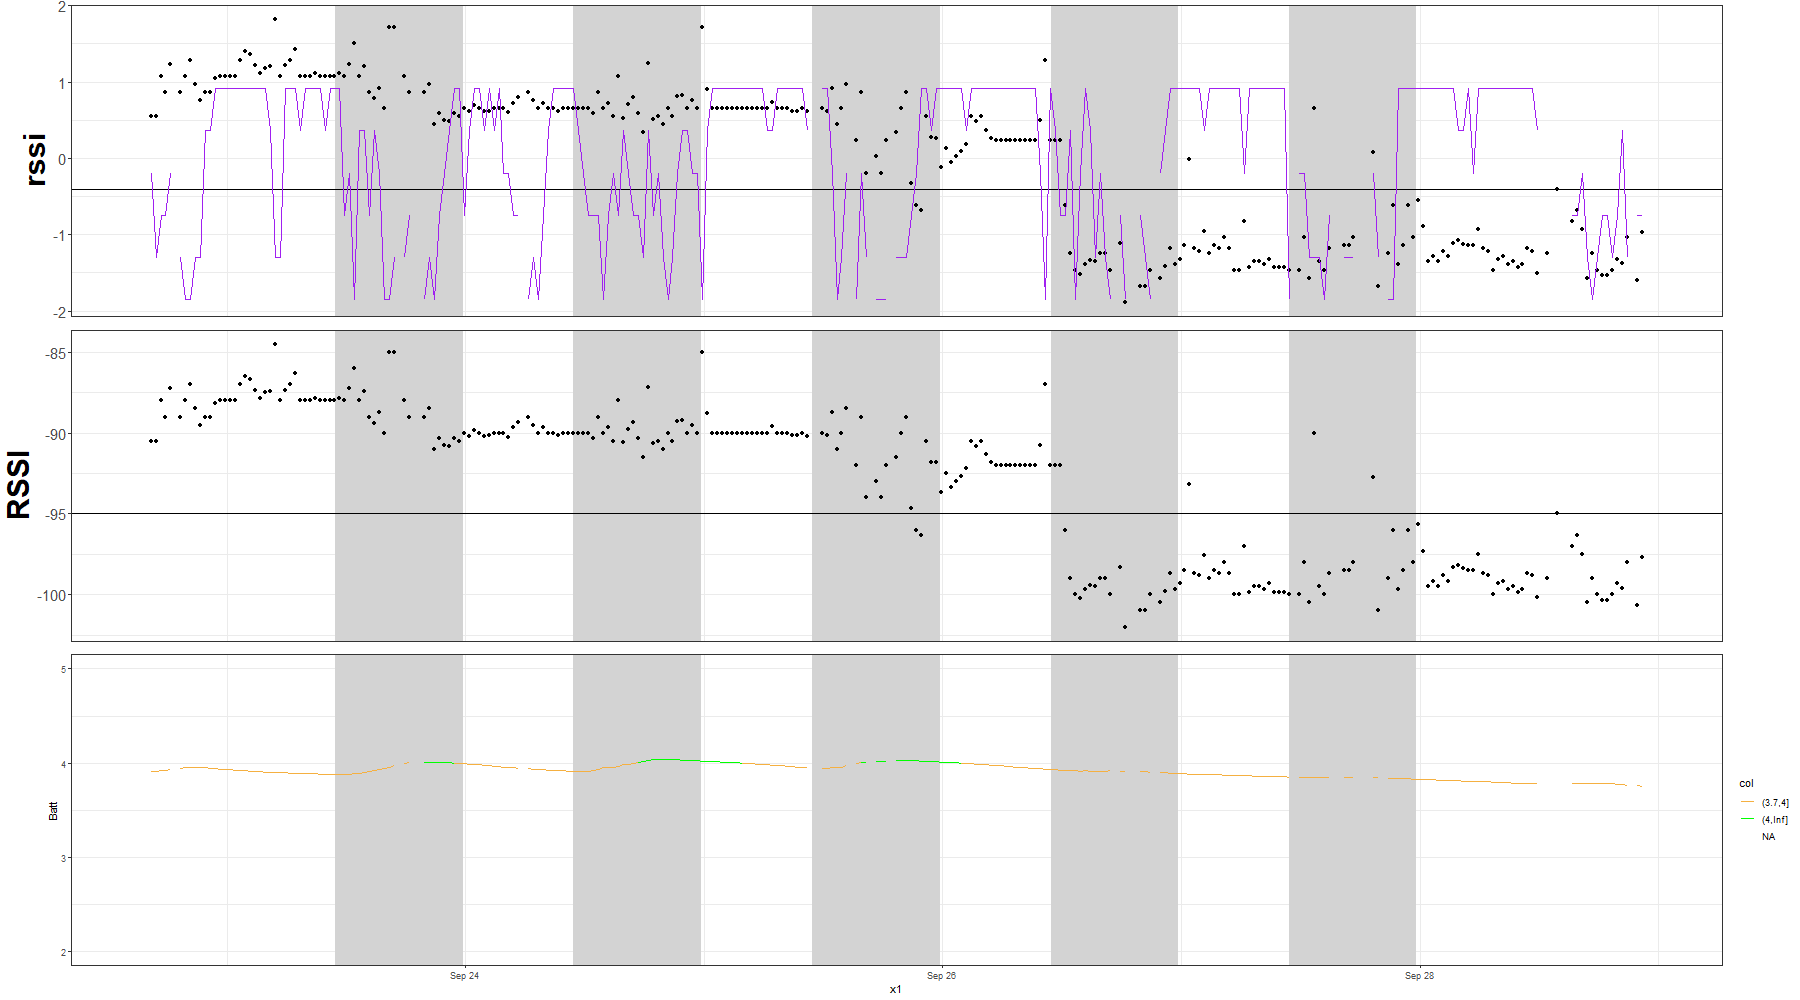 rssi
2
1
0
-1
-2
RSSI
-85
-90
-95
-100
Batt
5
4
3
2
Sep 24
Sep 26
Sep 28
x1
col
(3.7,4]
(4,Inf]
NA